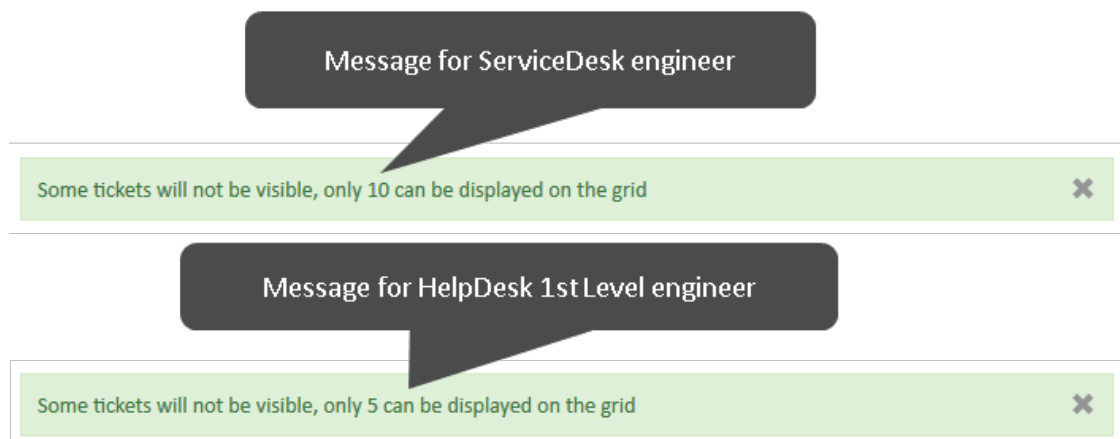 Message for ServiceDesk engineer
Some tickets will not be visible, only 10 can be displayed on the grid
Message for HelpDesk 1st Level engineer
Some tickets will not be visible, only 5 can be displayed on the grid